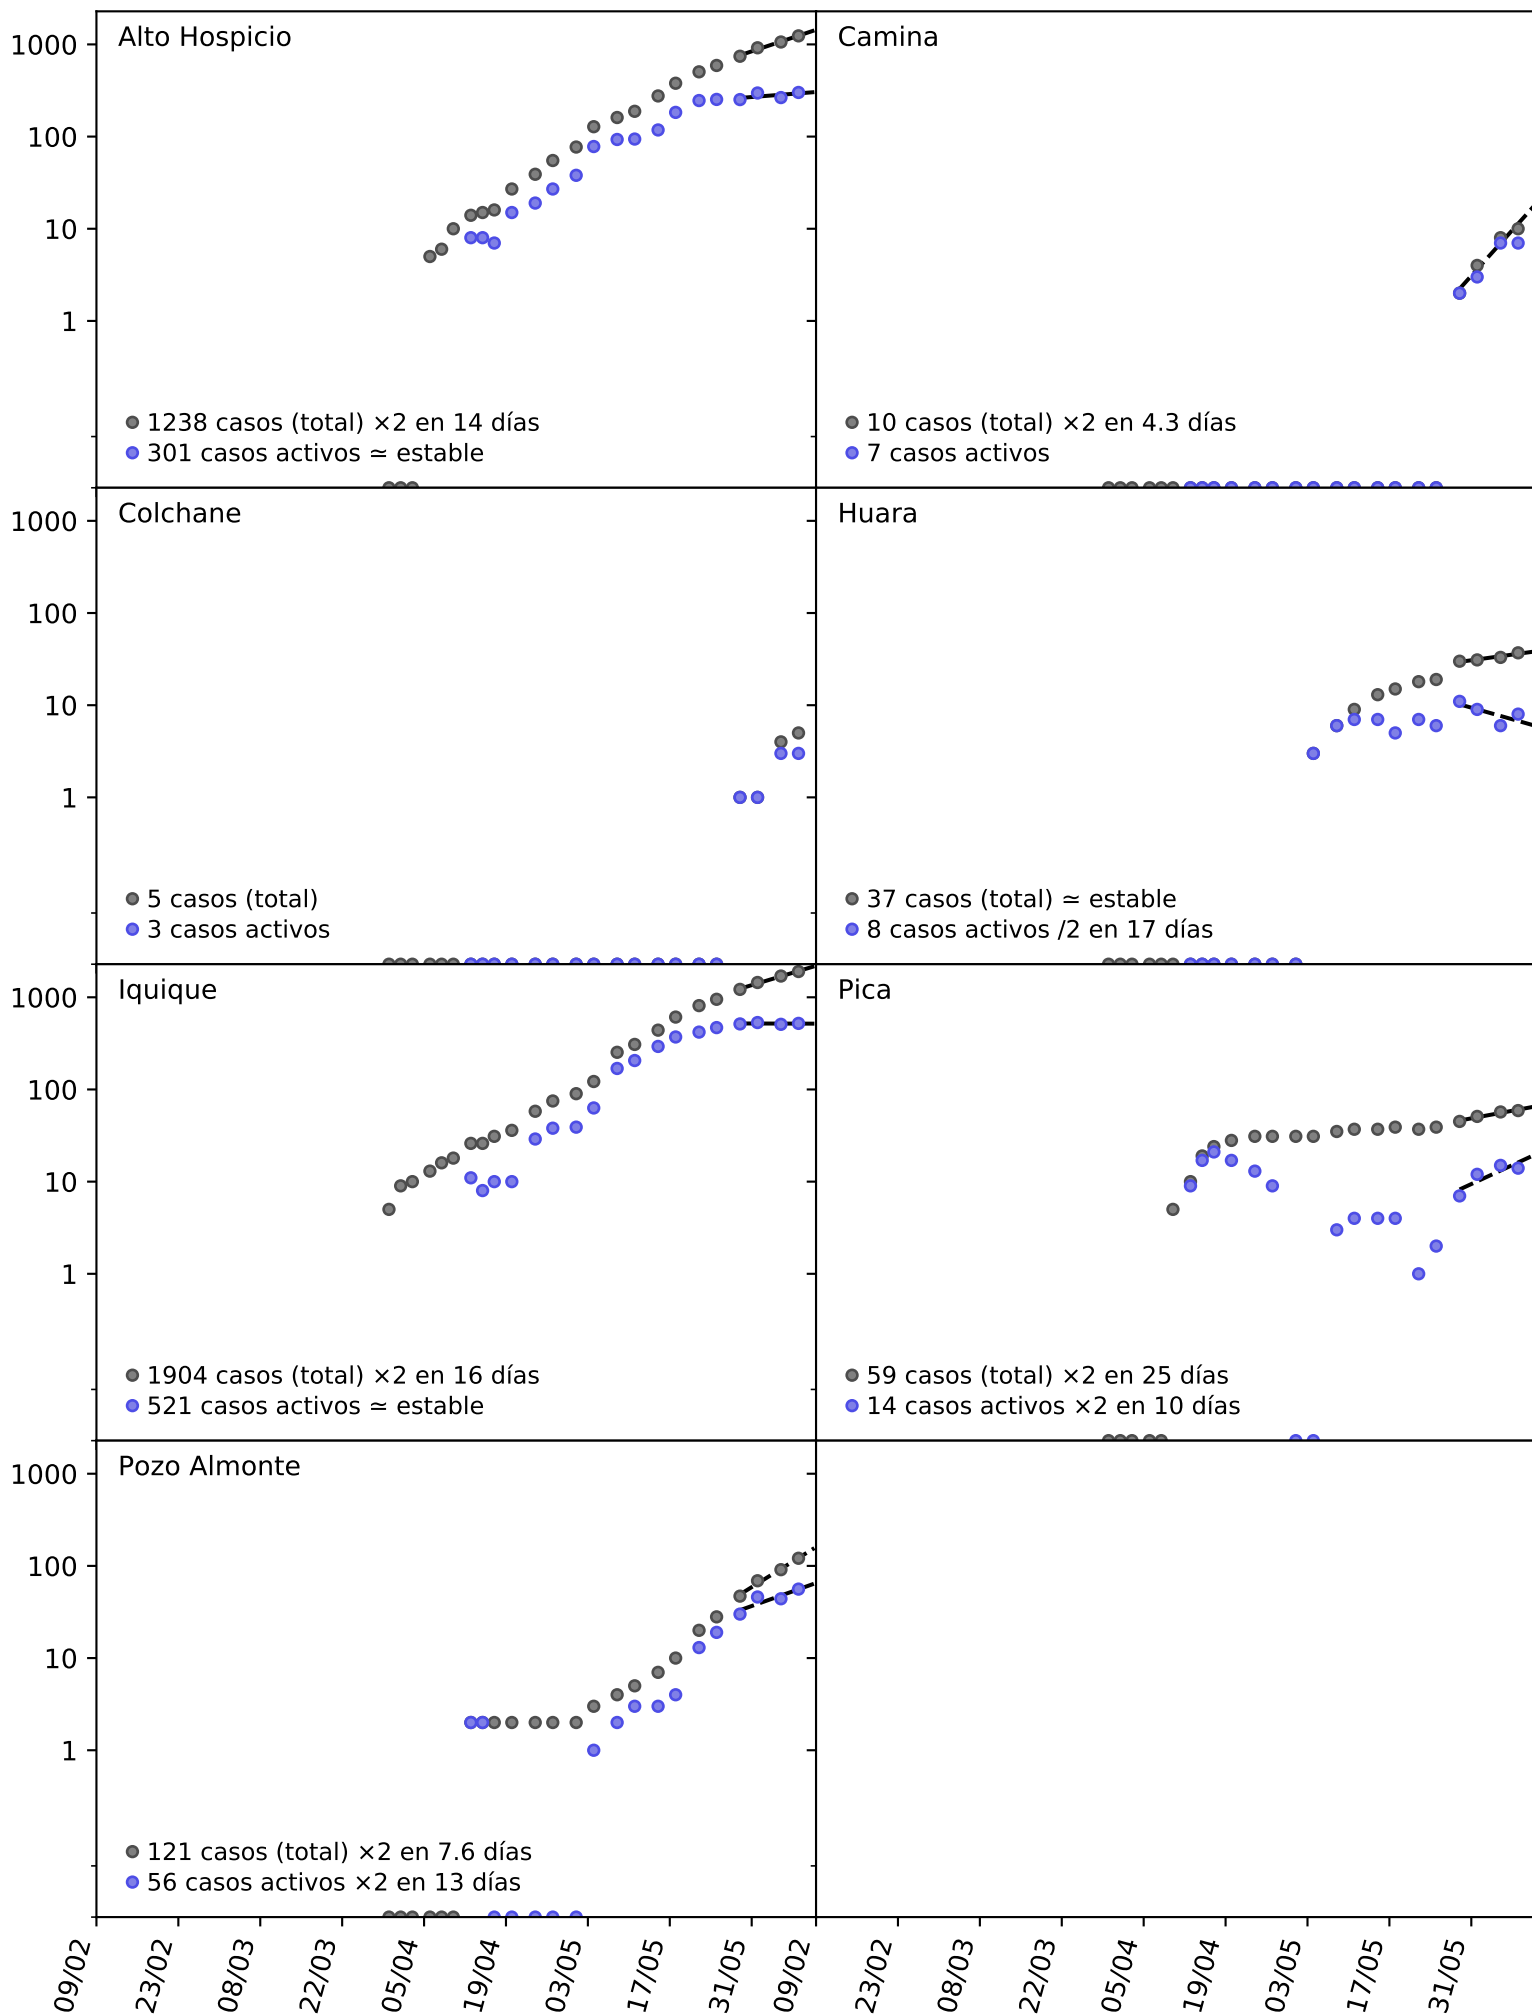 Alto Hospicio
Camina
1000
100
10
1
1238 casos (total) ×2 en 14 días
301 casos activos ≃ estable
10 casos (total) ×2 en 4.3 días
7 casos activos
Colchane
Huara
1000
100
10
1
5 casos (total)
3 casos activos
37 casos (total) ≃ estable
8 casos activos /2 en 17 días
Iquique
Pica
1000
100
10
1
1904 casos (total) ×2 en 16 días
521 casos activos ≃ estable
59 casos (total) ×2 en 25 días
14 casos activos ×2 en 10 días
Pozo Almonte
1000
100
10
1
121 casos (total) ×2 en 7.6 días
56 casos activos ×2 en 13 días
09/02
23/02
08/03
22/03
05/04
19/04
03/05
17/05
31/05
09/02
23/02
08/03
22/03
05/04
19/04
03/05
17/05
31/05